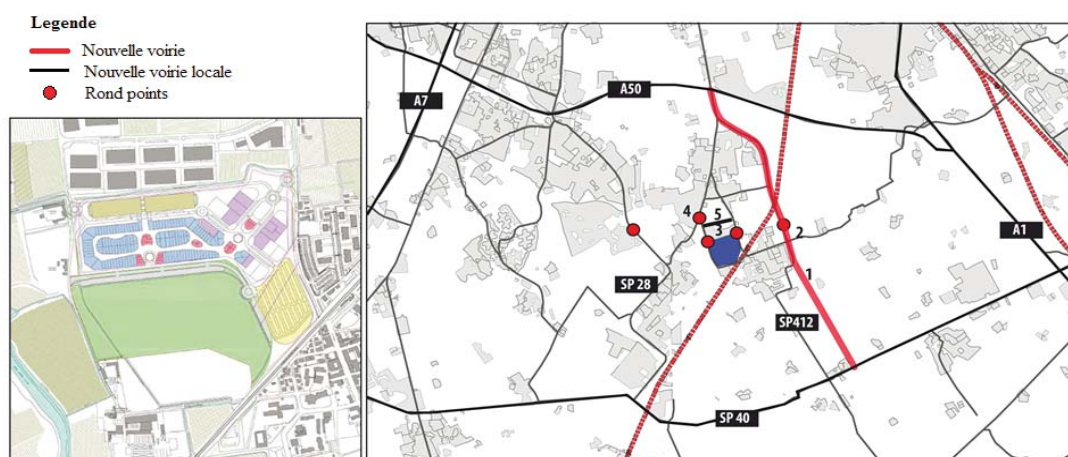 Legende
Nouvelle voirie
Nouvelle voirie locale
Rond points
A7
A50
4
5
3
2
SP 28
1
A1
SP412
SP 40